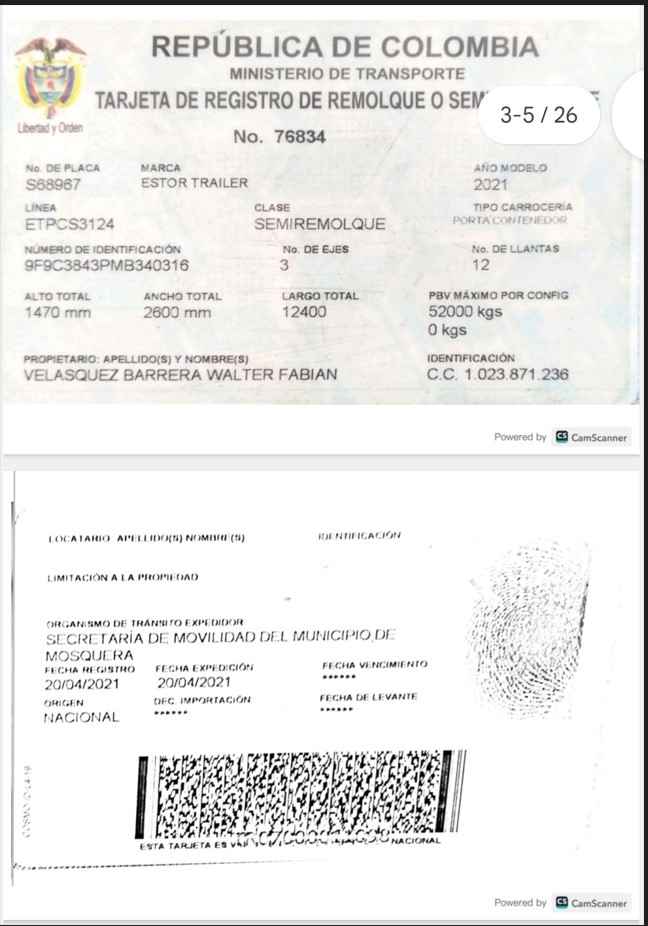 REPÚBLICA DE COLOMBIA
MINISTERIO DE TRANSPORTE
TARJETA DE REGISTRO DE REMOLQUE O SEM
3-5 / 26
Libertad y Orden
No. 76834
No. DE PLACA MARCA AÑO MODELO
S68967 ESTOR TRAILER 2021
LÍNEA CLASE TIPO CARROCERÍA
ETPCS3124 SEMIREMOLQUE PORTA CONTENEDOR
NÚMERO DE IDENTIFICACIÓN No. DE EJES No. DE LLANTAS
9F9C3843PMB340316 3 12
ALTO TOTAL ANCHO TOTAL LARGO TOTAL PBV MÁXIMO POR CONFIG
1470 mm 2600 mm 12400 52000 kgs
0 kgs
PROPIETARIO: APELLIDO(S) Y NOMBRE(S) IDENTIFICACIÓN
VELASQUEZ BARRERA WALTER FABIAN C.C. 1.023.871.236
Powered by CS CamScanner
LOCATARIO APELLIDO(S) NOMBRE(S) IDENTIFICACIÓN
LIMITACIÓN A LA PROPIEDAD
ORGANISMO DE TRÁNSITO EXPEDIDOR
SECRETARÍA DE MOVILIDAD DEL MUNICIPIO DE
MOSQUERA
FECHA REGISTRO FECHA EXPEDICIÓN FECHA VENCIMIENTO
20/04/2021 20/04/2021 ******
ORIGEN DEC. IMPORTACIÓN FECHA DE LEVANTE
NACIONAL ****** ******
ESTA TARJETA ES NACIONAL
Powered by CS CamScanner